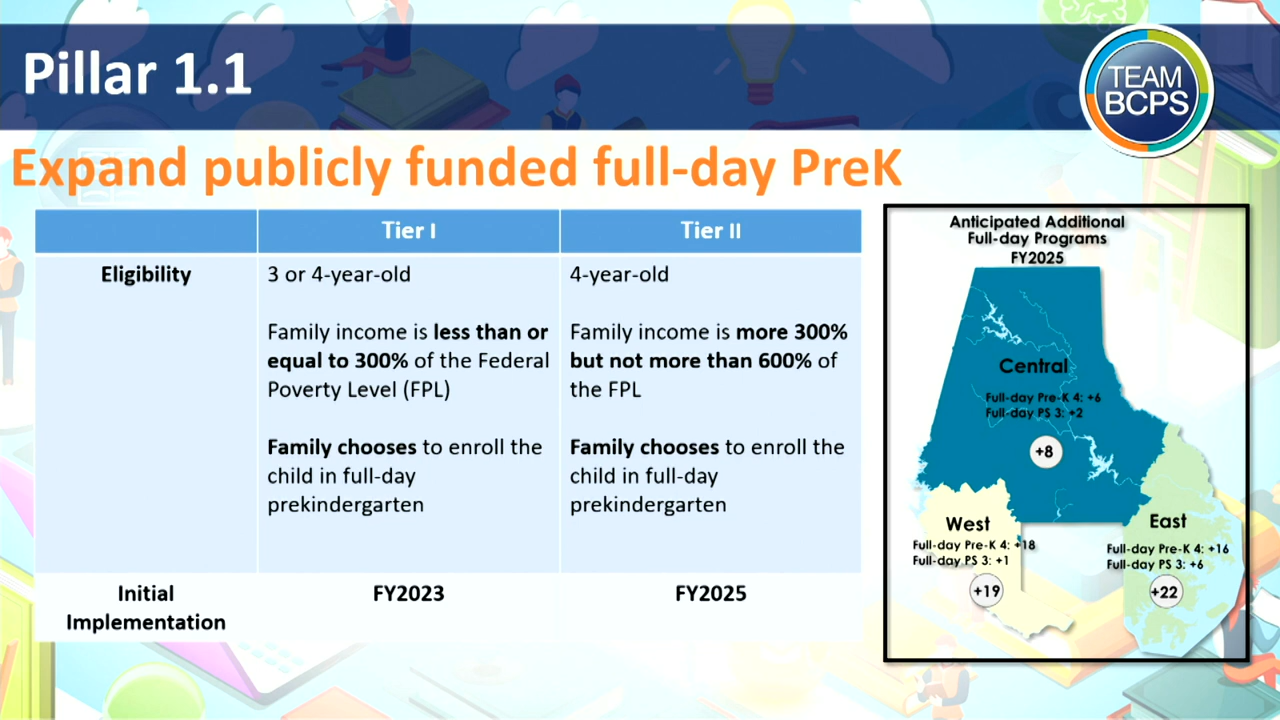 Pillar 1.1
TEAM
BCPS
Expand publicly funded full-day PreK
Tier I
Tier II
Eligibility
3 or 4-year-old
Family income is less than or
equal to 300% of the Federal
Poverty Level (FPL)
Family chooses to enroll the
child in full-day
prekindergarten
4-year-old
Family income is more 300%
but not more than 600% of
the FPL
Family chooses to enroll the
child in full-day
prekindergarten
Initial
Implementation
FY2023
FY2025
Anticipated Additional
Full-day Programs
FY2025
Central
Full-day Pre-K 4: +6
Full-day PS 3: +2
+8
West
Full-day Pre-K 4: +18
Full-day PS 3: +1
+19
East
Full-day Pre-K 4: +16
Full-day PS 3: +6
+22